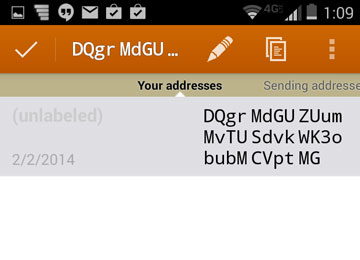 4G 1:09
DQgr MdGU ...
Your addresses Sending addresse
(unlabeled)
2/2/2014
DQgr MdGU ZUum
MvTU Sdvk WK3o
bubM CVpt MG